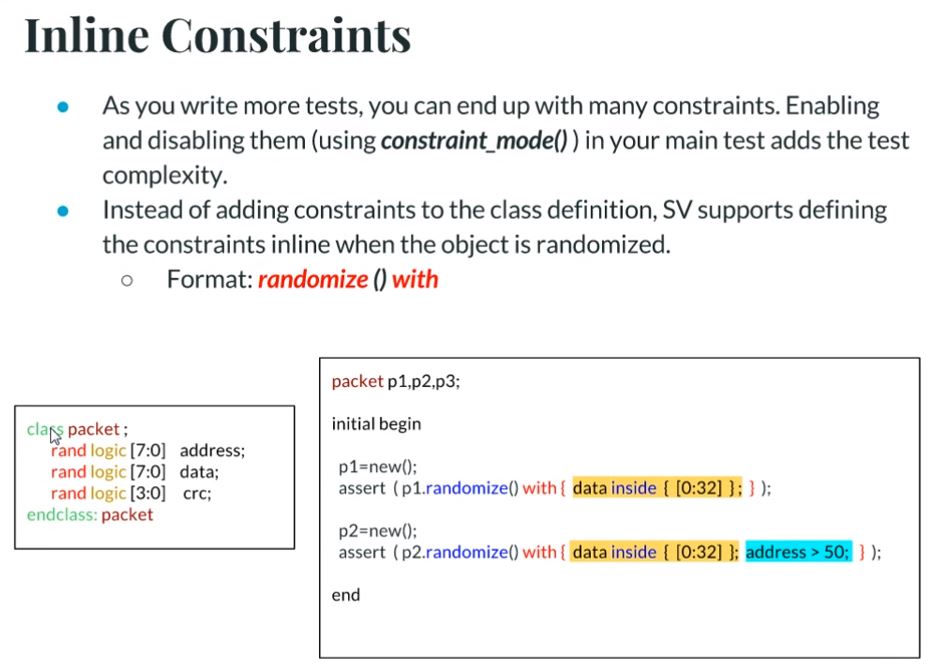 Inline Constraints
● As you write more tests, you can end up with many constraints. Enabling
and disabling them (using constraint_mode() ) in your main test adds the test
complexity.
● Instead of adding constraints to the class definition, SV supports defining
the constraints inline when the object is randomized.
○ Format: randomize () with
class packet ;
rand logic [7:0] address;
rand logic [7:0] data;
rand logic [3:0] crc;
endclass: packet
packet p1,p2,p3;
initial begin
p1=new();
assert ( p1.randomize() with { data inside { [0:32] } ; } );
p2=new();
assert ( p2.randomize() with { data inside { [0:32] }; address > 50; } );
end